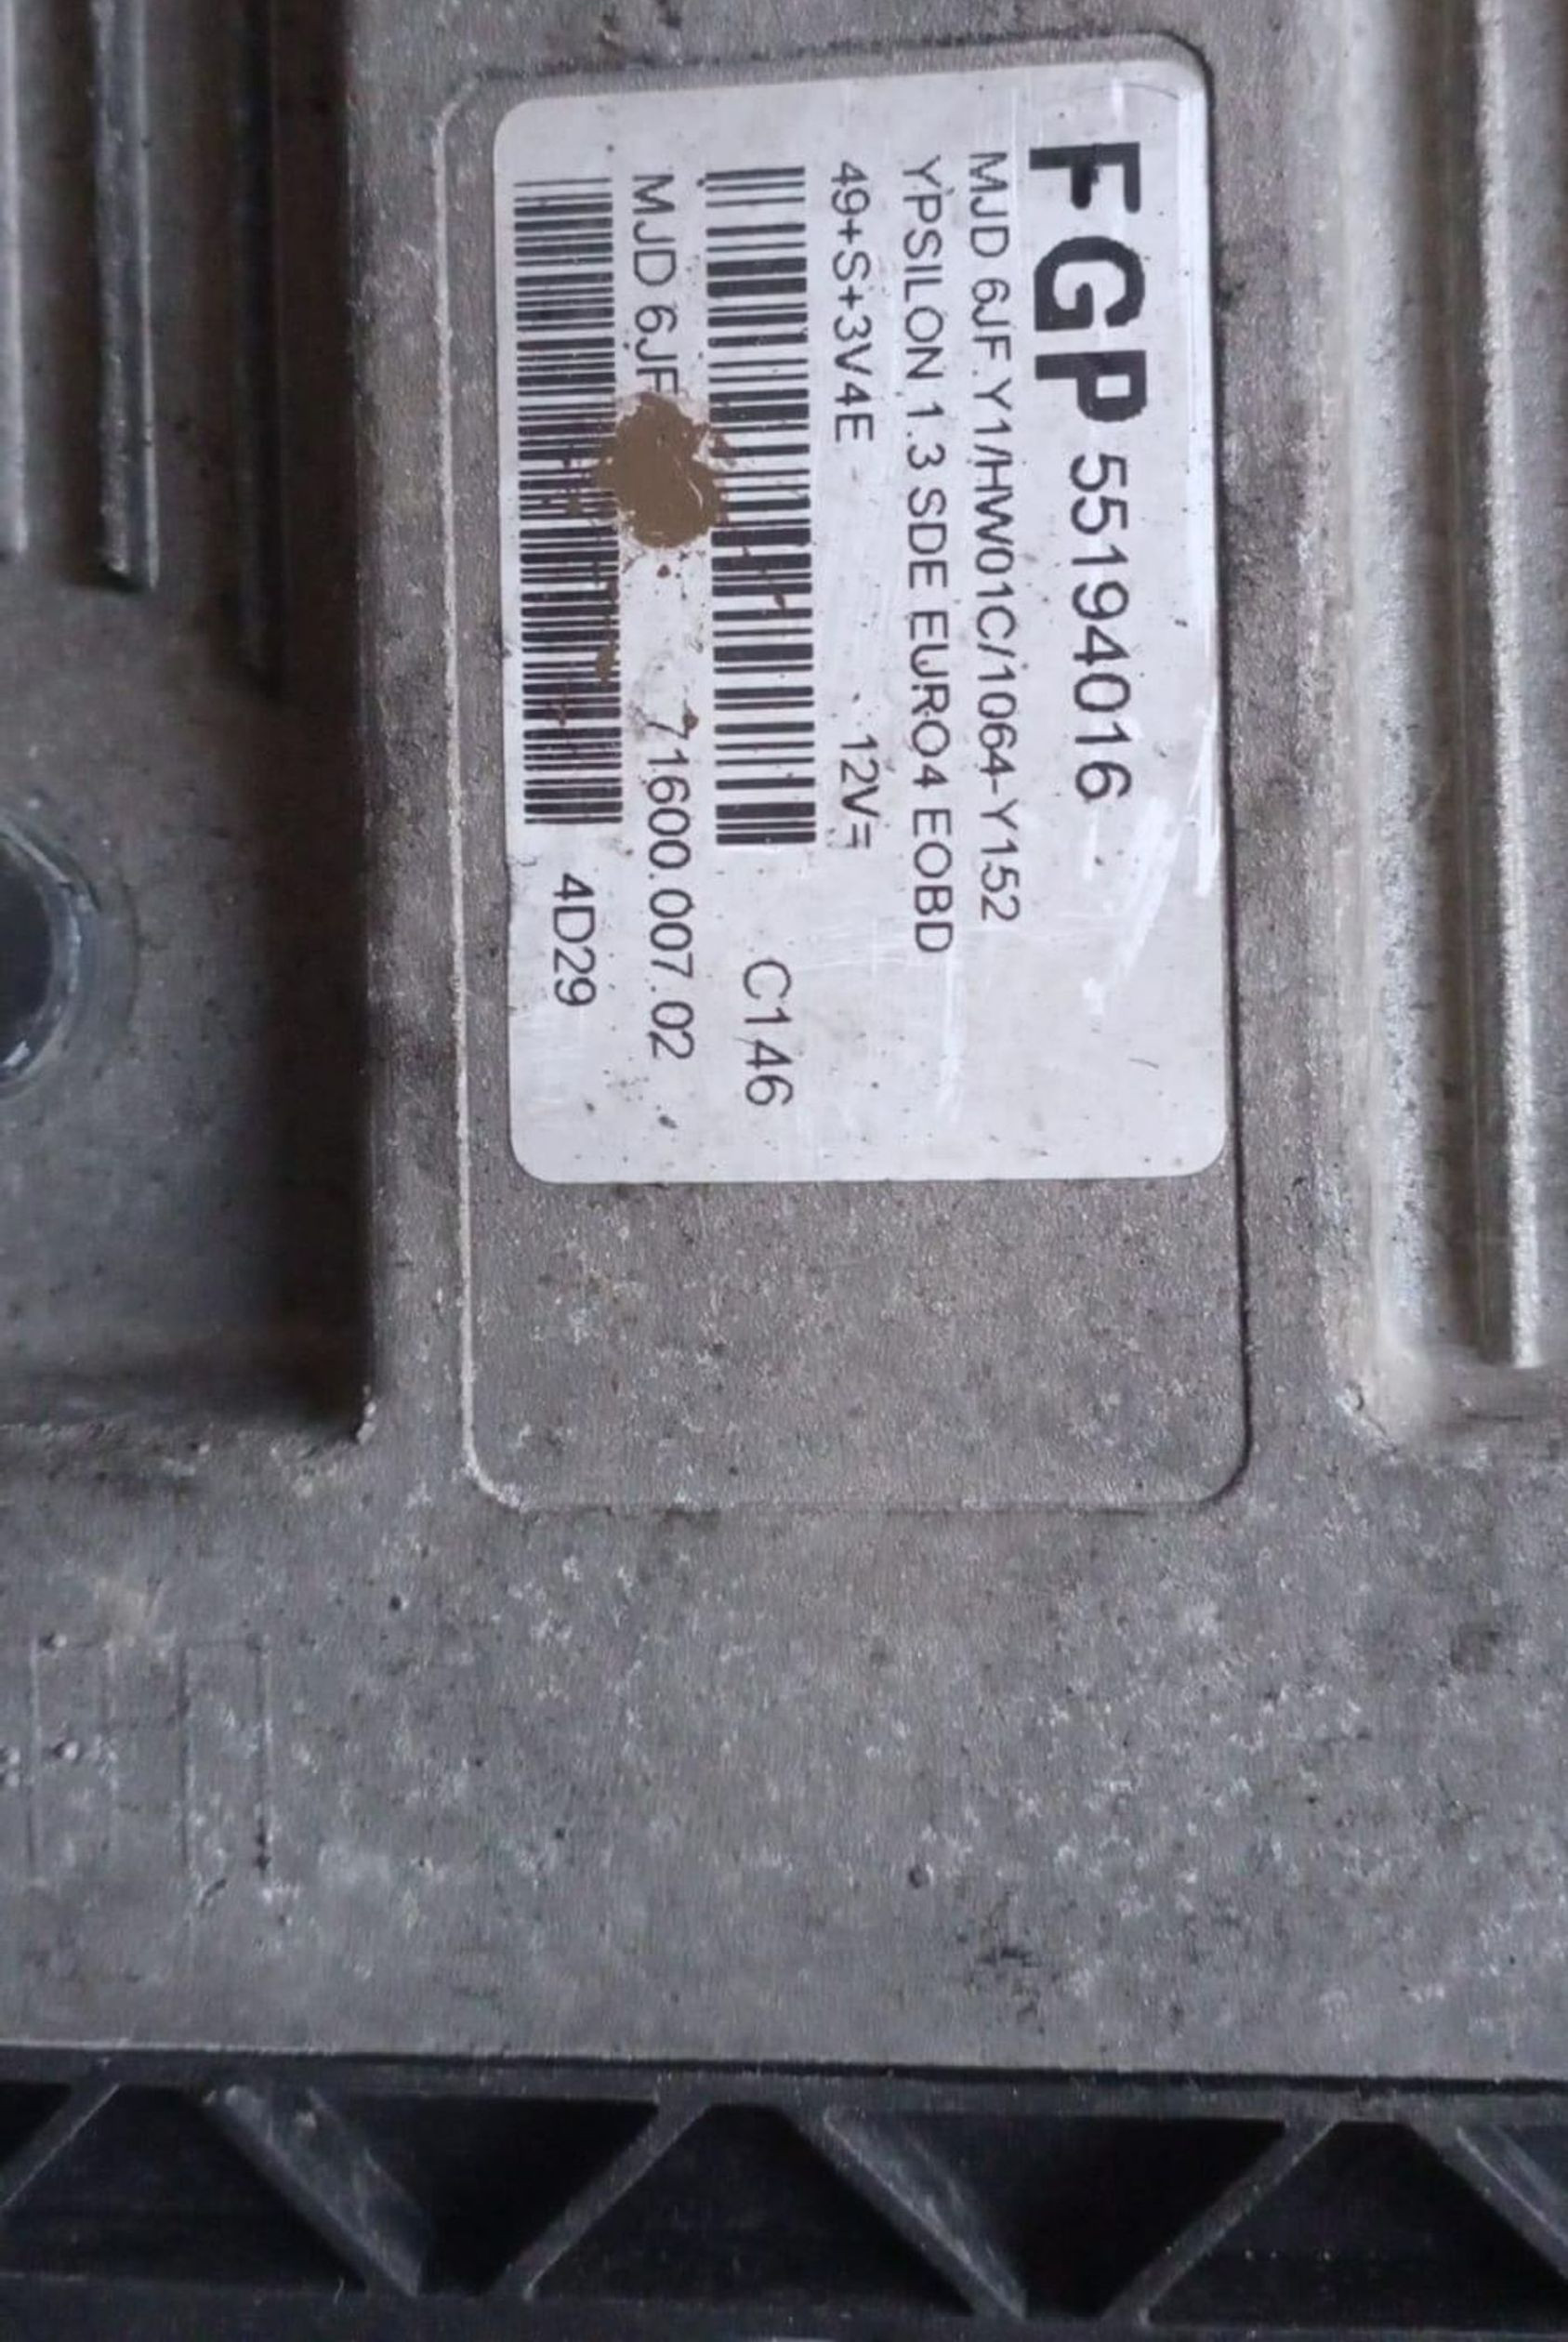 FGP 55194016
MJD 6JF.Y1/HW01C/1064-Y152
YPSILON 1.3 SDE EURO4 EOBD
49+S+3V4E 12V=
C146
MJD 6JF 71600.007.02
4D29